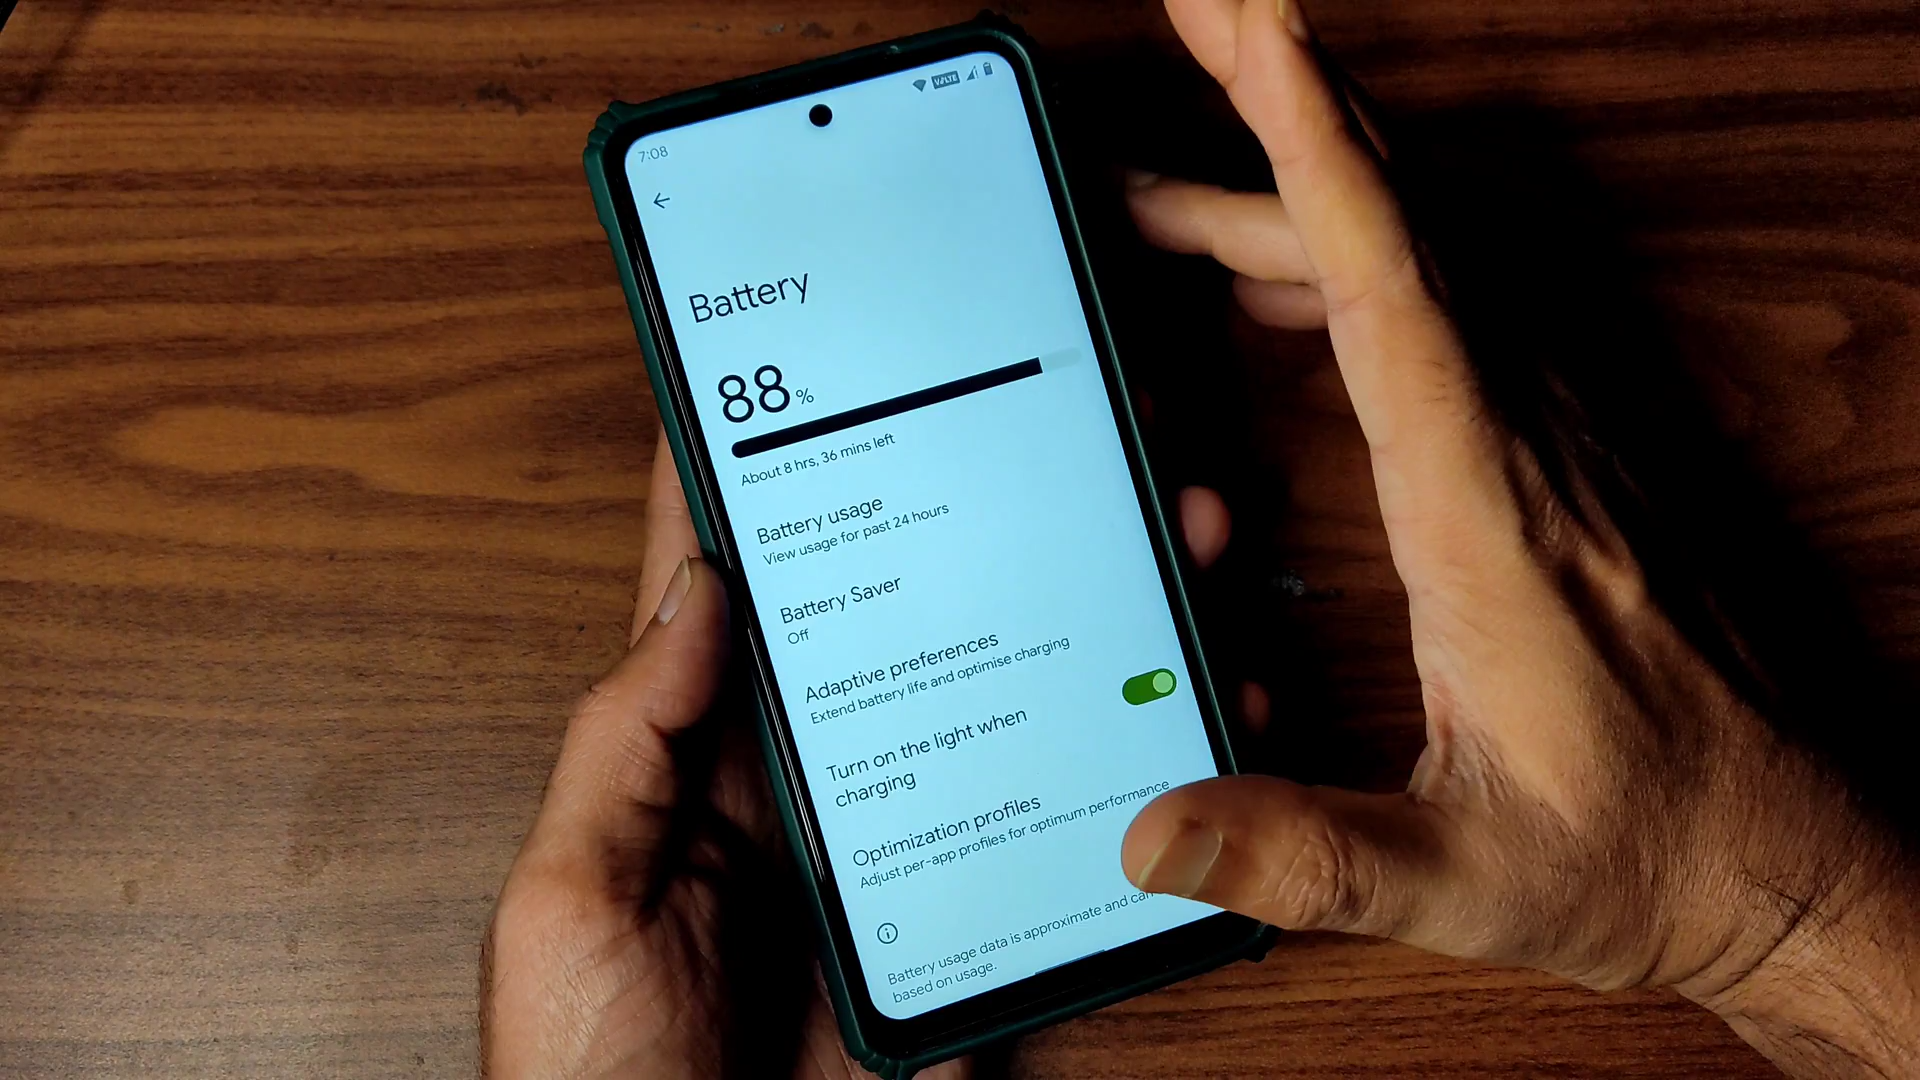 VoLTE
7:08
Battery
88 %
About 8 hrs, 36 mins left
Battery usage
View usage for past 24 hours
Battery Saver
Off
Adaptive preferences
Extend battery life and optimise charging
Turn on the light when
charging
Optimization profiles
Adjust per-app profiles for optimum performance
Battery usage data is approximate and can
based on usage.